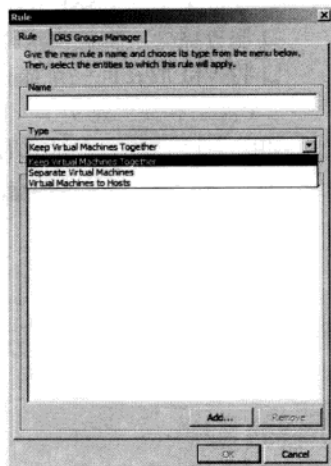 Rule
Rule DRS Groups Manager
Give the new rule a name and choose its type from the menu below.
Then, select the entities to which this rule will apply.
Name
Type
Keep Virtual Machines Together
Keep Virtual Machines Together
Separate Virtual Machines
Virtual Machines to Hosts
Add... Remove
OK Cancel